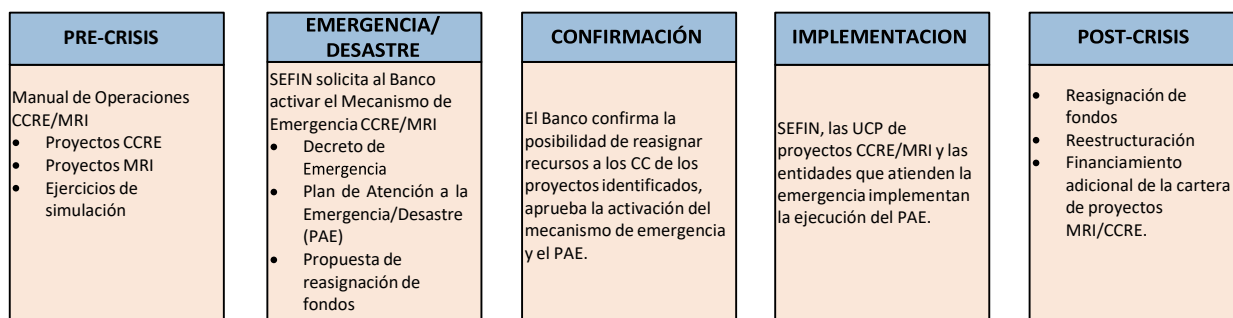 PRE-CRISIS
Manual de Operaciones
CCRE/MRI
• Proyectos CCRE
• Proyectos MRI
• Ejercicios de
simulación
EMERGENCIA/
DESASTRE
SEFIN solicita al Banco
activar el Mecanismo de
Emergencia CCRE/MRI
• Decreto de
Emergencia
• Plan de Atención a la
Emergencia/Desastre
(PAE)
• Propuesta de
reasignación de
fondos
CONFIRMACIÓN
El Banco confirma la
posibilidad de reasignar
recursos a los CC de los
proyectos identificados,
aprueba la activación del
mecanismo de emergencia
y el PAE.
IMPLEMENTACION
SEFIN, las UCP de
proyectos CCRE/MRI y las
entidades que atienden la
emergencia implementan
la ejecución del PAE.
POST-CRISIS
• Reasignación de
fondos
• Reestructuración
• Financiamiento
adicional de la cartera
de proyectos
MRI/CCRE.